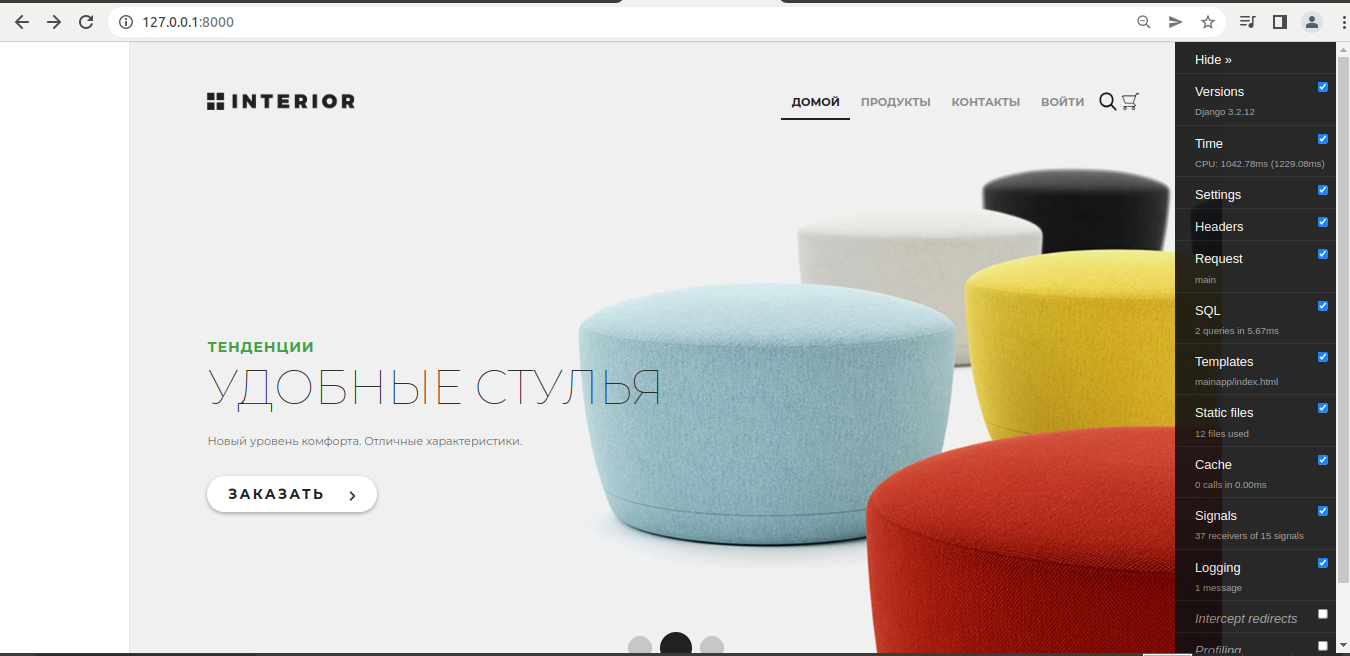 127.0.0.1:8000
INTERIOR
ДОМОЙ ПРОДУКТЫ КОНТАКТЫ ВОЙТИ
ТЕНДЕНЦИИ
УДОБНЫЕ СТУЛЬЯ
Новый уровень комфорта. Отличные характеристики.
ЗАКАЗАТЬ
Hide »
Versions
Django 3.2.12
Time
CPU: 1042.78ms (1229.08ms)
Settings
Headers
Request
main
SQL
2 queries in 5.67ms
Templates
mainapp/index.html
Static files
12 files used
Cache
0 calls in 0.00ms
Signals
37 receivers of 15 signals
Logging
1 message
Intercept redirects
Profiling